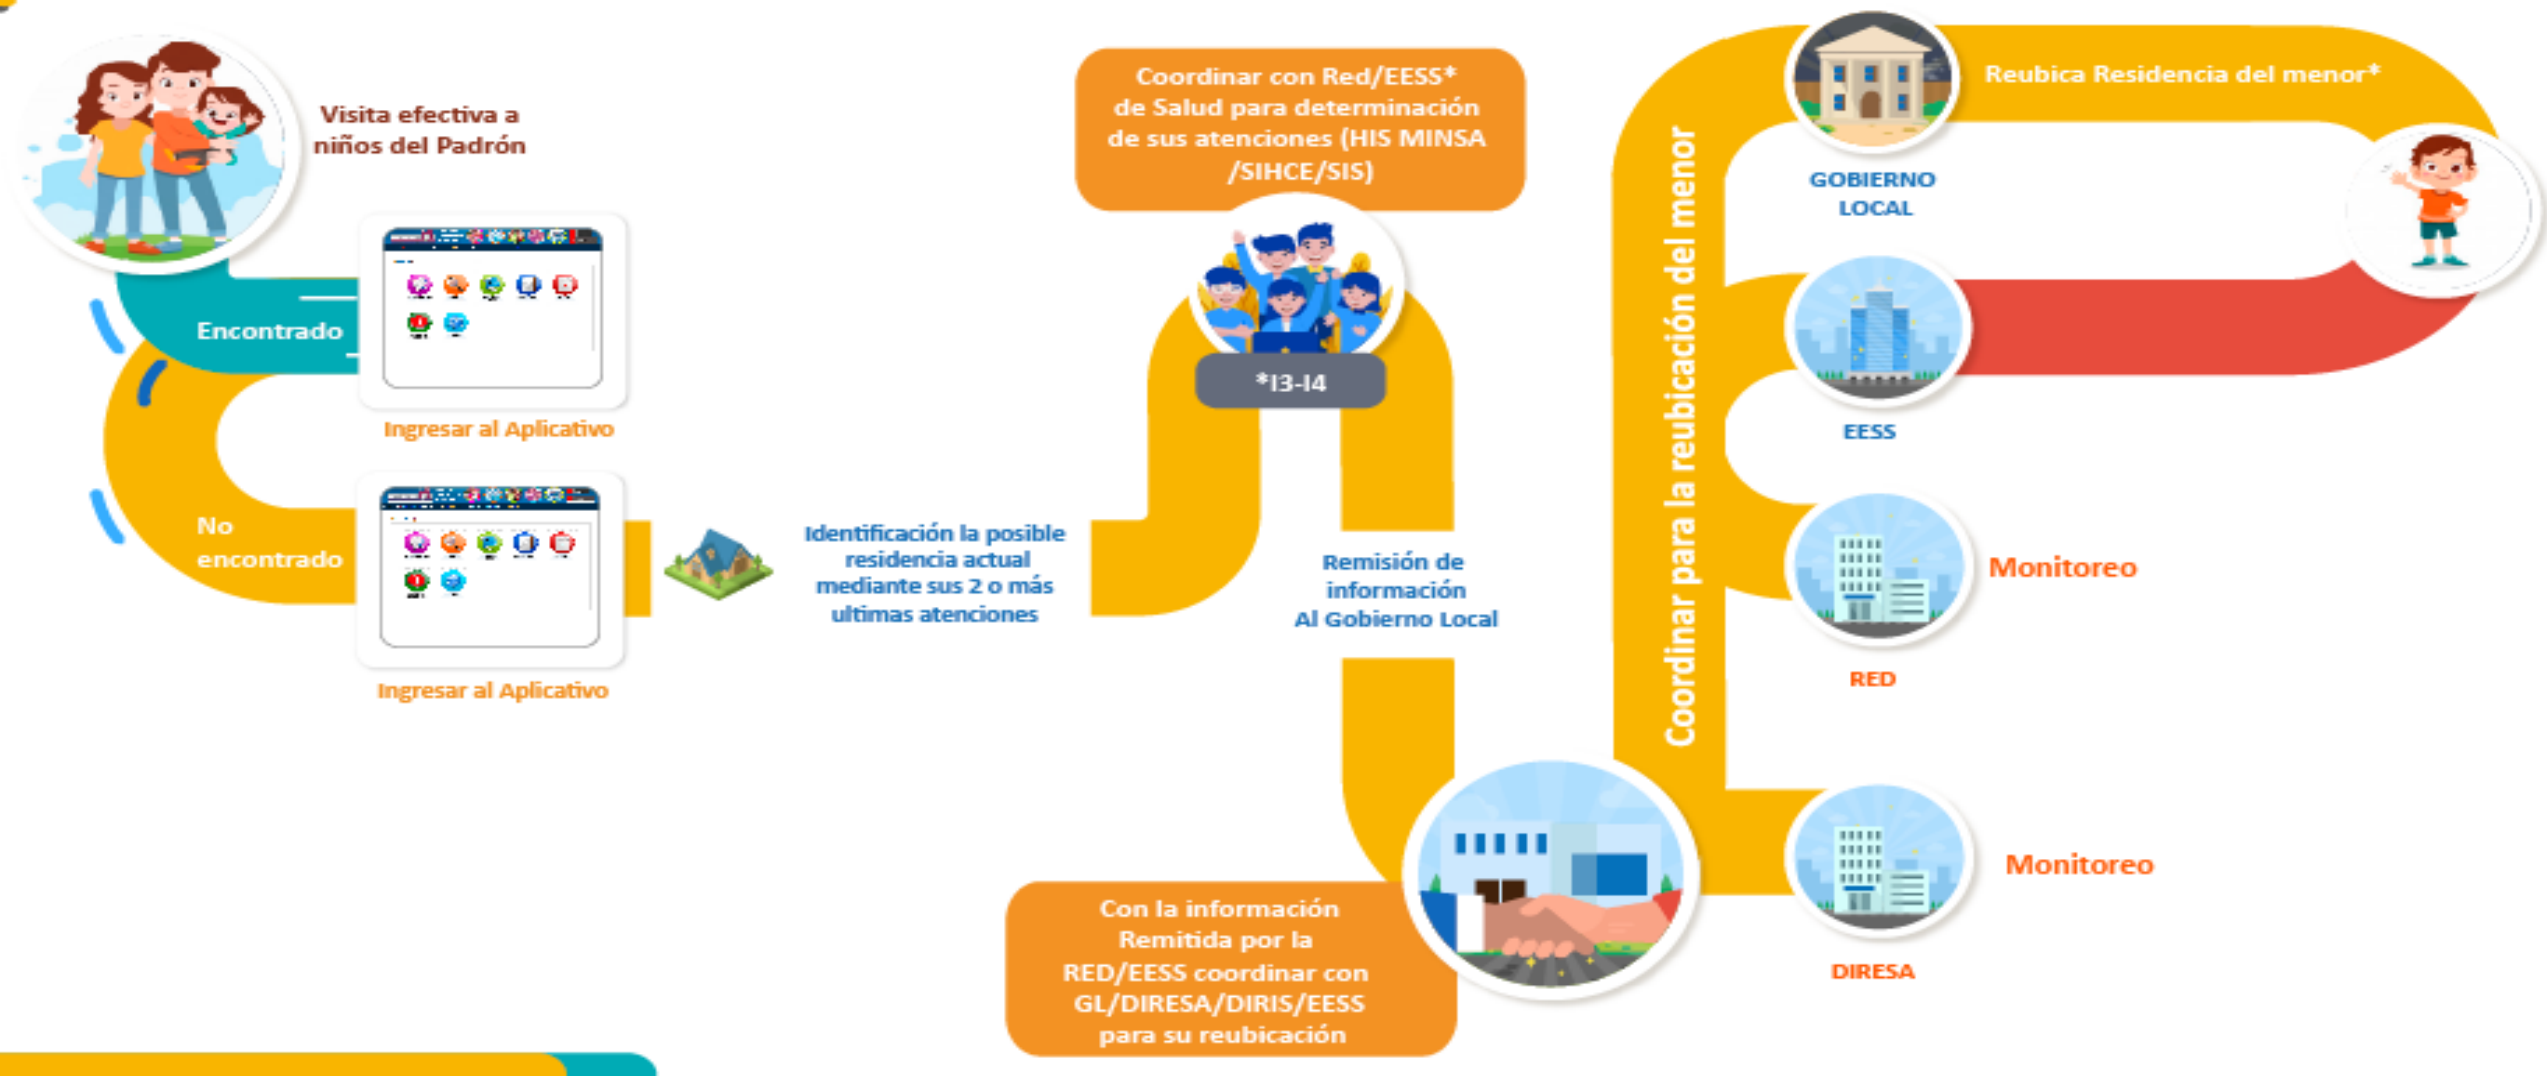 Visita efectiva a
niños del Padrón
Encontrado
Ingresar al Aplicativo
No
encontrado
Ingresar al Aplicativo
Identificación la posible
residencia actual
mediante sus 2 o más
ultimas atenciones
Coordinar con Red/EESS*
de Salud para determinación
de sus atenciones (HIS MINSA
/SIHCE/SIS)
*I3-I4
Remisión de
información
Al Gobierno Local
Con la información
Remitida por la
RED/EESS coordinar con
GL/DIRESA/DIRIS/EESS
para su reubicación
Coordinar para la reubicación del menor
GOBIERNO
LOCAL
Reubica Residencia del menor*
EESS
RED
Monitoreo
DIRESA
Monitoreo